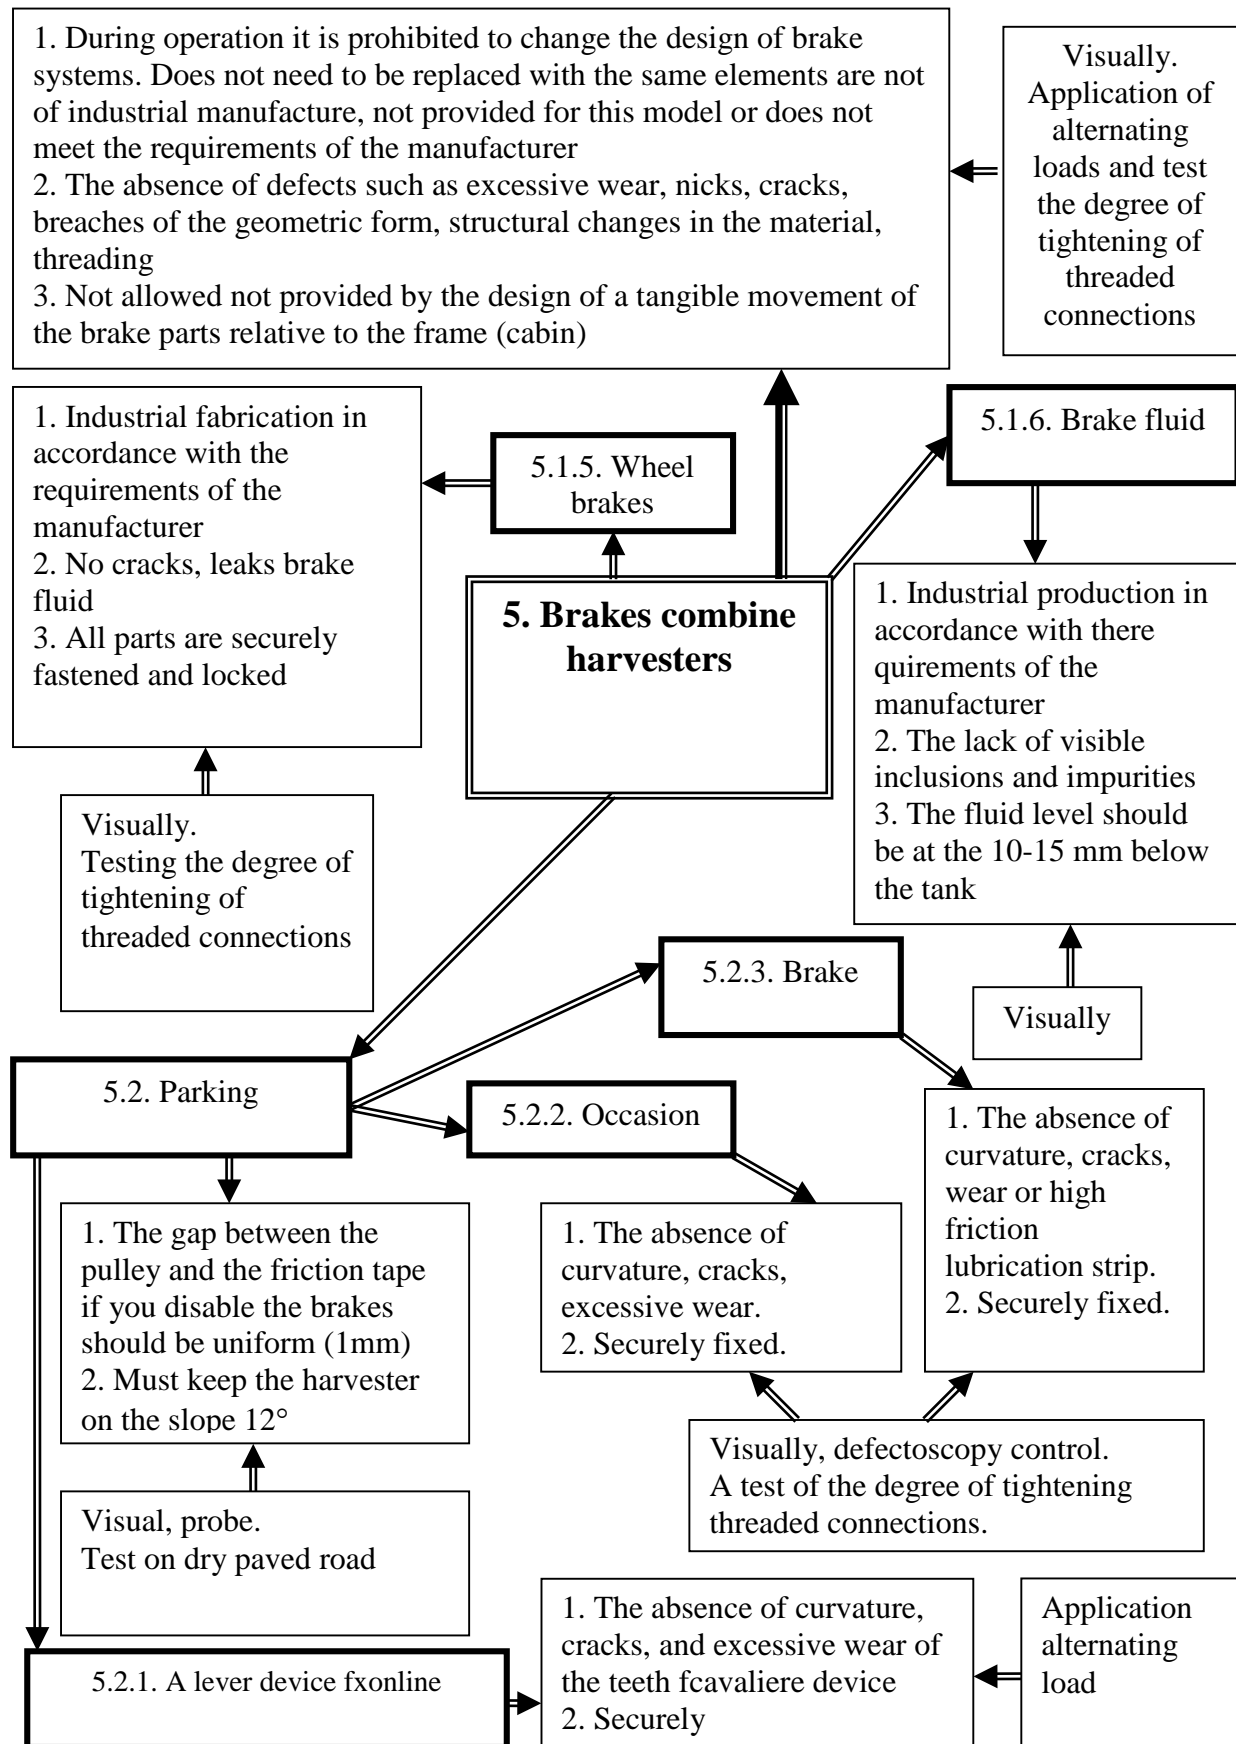 1. During operation it is prohibited to change the design of brake
systems. Does not need to be replaced with the same elements are not
of industrial manufacture, not provided for this model or does not
meet the requirements of the manufacturer
2. The absence of defects such as excessive wear, nicks, cracks,
breaches of the geometric form, structural changes in the material,
threading
3. Not allowed not provided by the design of a tangible movement of
the brake parts relative to the frame (cabin)
Visually.
Application of
alternating
loads and test
the degree of
tightening of
threaded
connections
1. Industrial fabrication in
accordance with the
requirements of the
manufacturer
2. No cracks, leaks brake
fluid
3. All parts are securely
fastened and locked
5.1.5. Wheel
brakes
5.1.6. Brake fluid
5. Brakes combine
harvesters
1. Industrial production in
accordance with there
quirements of the
manufacturer
2. The lack of visible
inclusions and impurities
3. The fluid level should
be at the 10-15 mm below
the tank
Visually.
Testing the degree of
tightening of
threaded connections
5.2.3. Brake
Visually
5.2. Parking
5.2.2. Occasion
1. The absence of
curvature, cracks,
wear or high
friction
lubrication strip.
2. Securely fixed.
1. The gap between the
pulley and the friction tape
if you disable the brakes
should be uniform (1mm)
2. Must keep the harvester
on the slope 12°
1. The absence of
curvature, cracks,
excessive wear.
2. Securely fixed.
Visually, defectoscopy control.
A test of the degree of tightening
threaded connections.
Visual, probe.
Test on dry paved road
5.2.1. A lever device fxonline
1. The absence of curvature,
cracks, and excessive wear of
the teeth fcavaliere device
2. Securely
Application
alternating
load